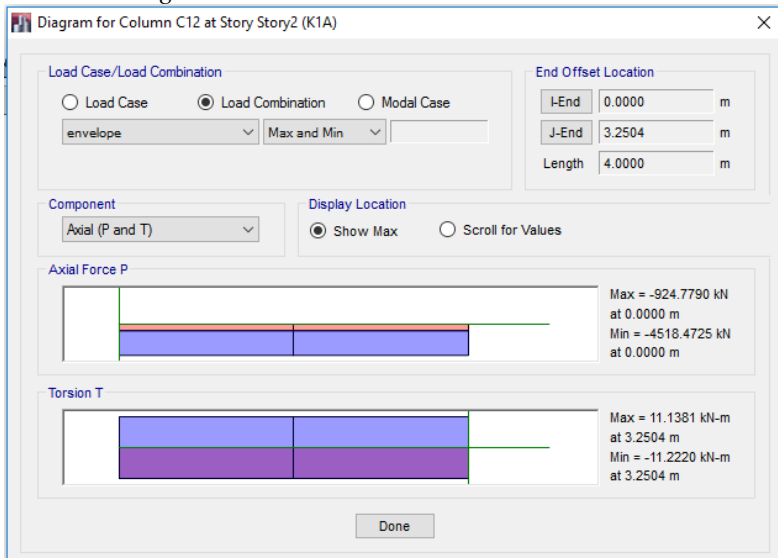 Diagram for Column C12 at Story Story2 (K1A)
Load Case/Load Combination
Load Case
Load Combination
Modal Case
envelope
Max and Min
End Offset Location
I-End 0.0000 m
J-End 3.2504 m
Length 4.0000 m
Component
Axial (P and T)
Display Location
Show Max
Scroll for Values
Axial Force P
Max = -924.7790 kN
at 0.0000 m
Min = -4518.4725 kN
at 0.0000 m
Torsion T
Max = 11.1381 kN-m
at 3.2504 m
Min = -11.2220 kN-m
at 3.2504 m
Done